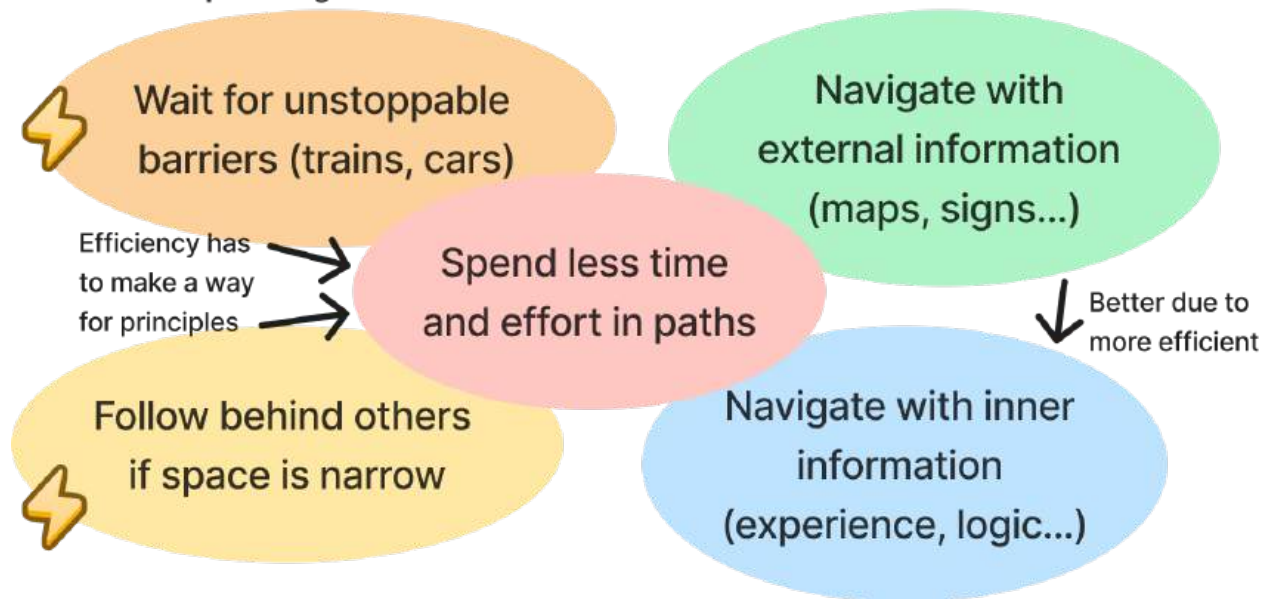 Wait for unstoppable
barriers (trains, cars)
Navigate with
external information
(maps, signs...)
Efficiency has
to make a way
for principles
Spend less time
and effort in paths
Better due to
more efficient
Follow behind others
if space is narrow
Navigate with inner
information
(experience, logic...)